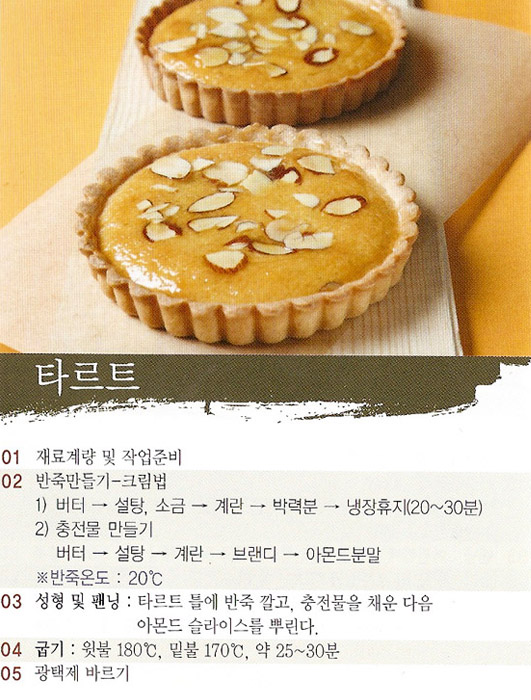 타르트
01 재료계량 및 작업준비
02 반죽만들기-크림법
1) 버터 → 설탕, 소금 → 계란 → 박력분 → 냉장휴지(20~30분)
2) 충전물 만들기
버터 → 설탕 → 계란 → 브랜디 → 아몬드분말
※반죽온도 : 20℃
03 성형 및 팬닝 : 타르트 틀에 반죽 깔고, 충전물을 채운 다음
아몬드 슬라이스를 뿌린다.
04 굽기 : 윗불 180℃, 밑불 170℃, 약 25~30분
05 광택제 바르기